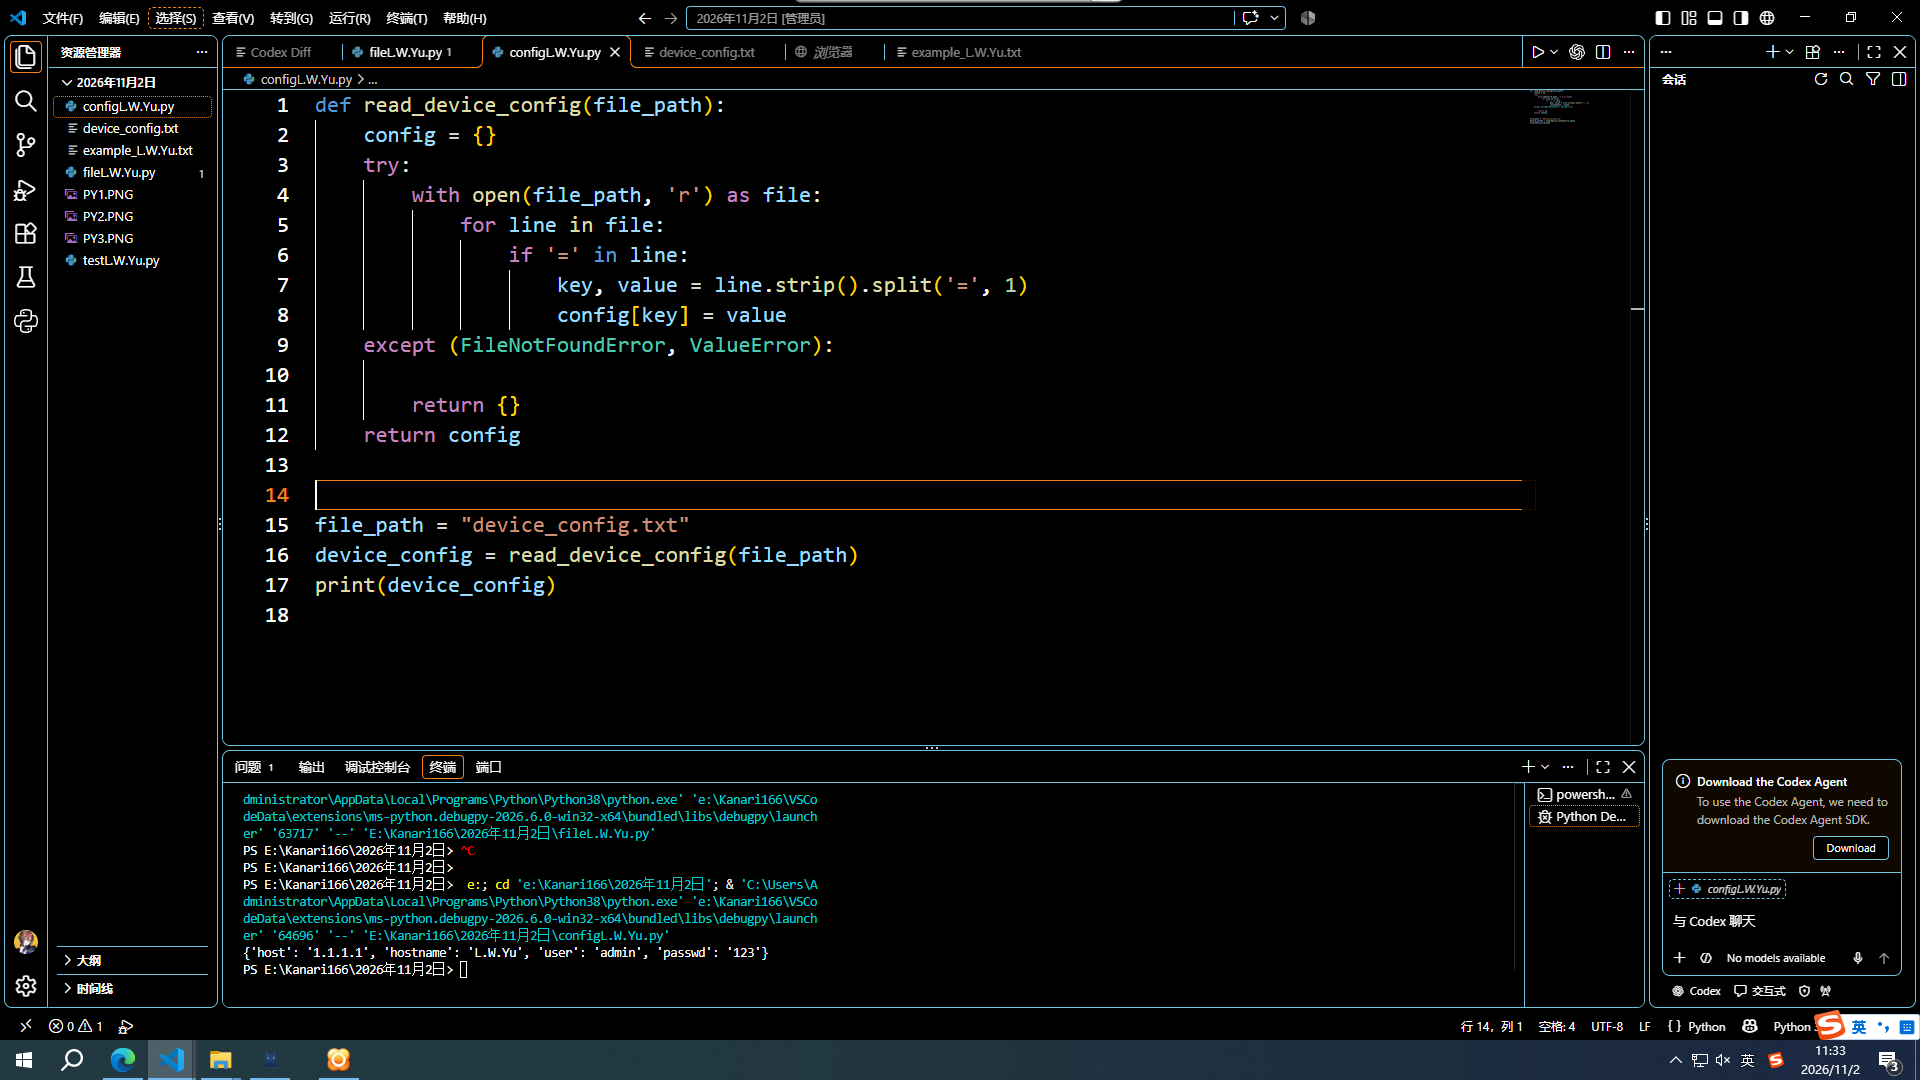 文件(F) 编辑(E) 选择(S) 查看(V) 转到(G) 运行(R) 终端(T) 帮助(H)
2026年11月2日 [管理员]
资源管理器
2026年11月2日
configL.W.Yu.py
device_config.txt
example_L.W.Yu.txt
fileL.W.Yu.py 1
PY1.PNG
PY2.PNG
PY3.PNG
testL.W.Yu.py
大纲
时间线
Codex Diff
fileL.W.Yu.py 1
configL.W.Yu.py
device_config.txt
浏览器
example_L.W.Yu.txt
configL.W.Yu.py > ...
1 def read_device_config(file_path):
2 config = {}
3 try:
4 with open(file_path, 'r') as file:
5 for line in file:
6 if '=' in line:
7 key, value = line.strip().split('=', 1)
8 config[key] = value
9 except (FileNotFoundError, ValueError):
10
11 return {}
12 return config
13
14
15 file_path = "device_config.txt"
16 device_config = read_device_config(file_path)
17 print(device_config)
18
问题 1 输出 调试控制台 终端 端口
dministrator\AppData\Local\Programs\Python\Python38\python.exe' 'e:\Kanari166\VSCo
deData\extensions\ms-python.debugpy-2026.6.0-win32-x64\bundled\libs\debugpy\launch
er' '63717' '--' 'E:\Kanari166\2026年11月2日\fileL.W.Yu.py'
PS E:\Kanari166\2026年11月2日> ^C
PS E:\Kanari166\2026年11月2日>
PS E:\Kanari166\2026年11月2日> e:; cd 'e:\Kanari166\2026年11月2日'; & 'C:\Users\A
dministrator\AppData\Local\Programs\Python\Python38\python.exe' 'e:\Kanari166\VSCo
deData\extensions\ms-python.debugpy-2026.6.0-win32-x64\bundled\libs\debugpy\launch
er' '64696' '--' 'E:\Kanari166\2026年11月2日\configL.W.Yu.py'
{'host': '1.1.1.1', 'hostname': 'L.W.Yu', 'user': 'admin', 'passwd': '123'}
PS E:\Kanari166\2026年11月2日>
powersh...
Python De...
会话
Download the Codex Agent
To use the Codex Agent, we need to
download the Codex Agent SDK.
Download
configL.W.Yu.py
与 Codex 聊天
No models available
Codex 交互式
0 1
行 14，列 1 空格: 4 UTF-8 LF {} Python Python
英
英
11:33
2026/11/2
3